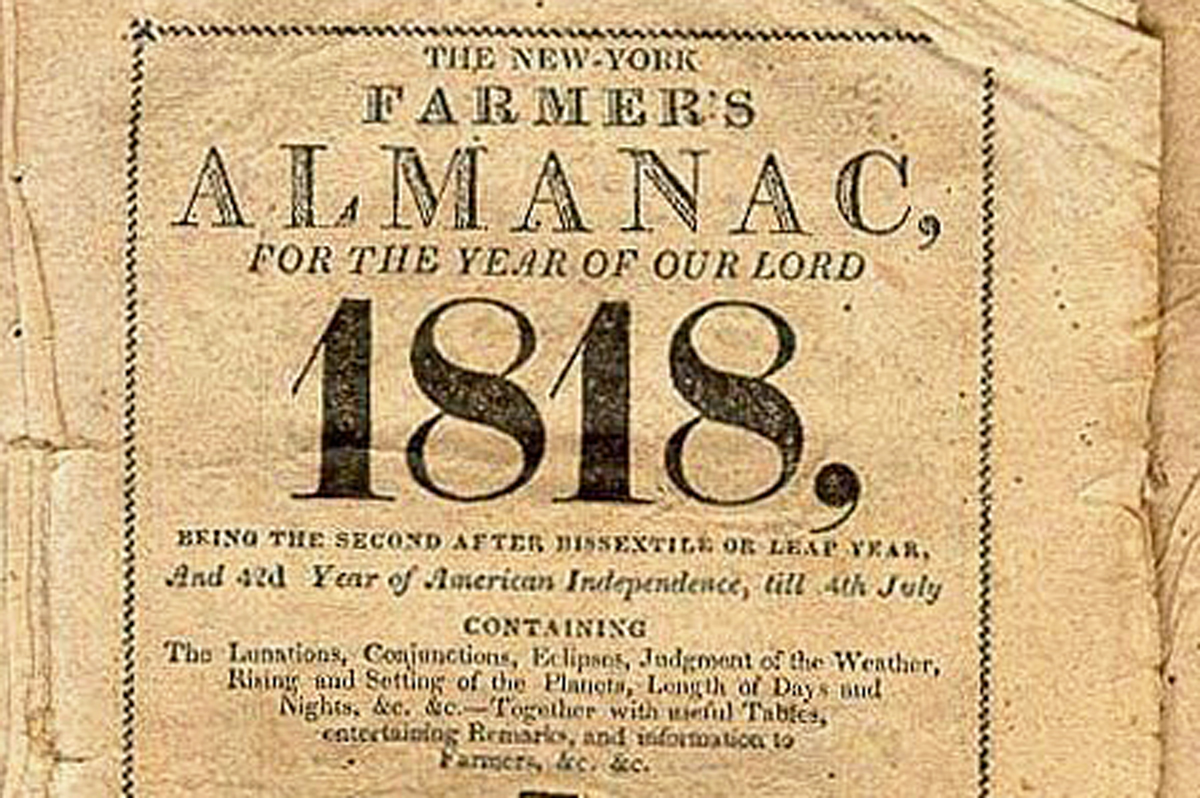 THE NEW-YORK
FARMER'S
ALMANAC,
FOR THE YEAR OF OUR LORD
1818,
BEING THE SECOND AFTER BISSEXTILE OR LEAP YEAR,
And 42d Year of American Independence, till 4th July
CONTAINING
The Lunations, Conjunctions, Eclipses, Judgment of the Weather,
Rising and Setting of the Planets, Length of Days and
Nights, &c. &c.—Together with useful Tables,
entertaining Remarks, and information to
Farmers, &c. &c.